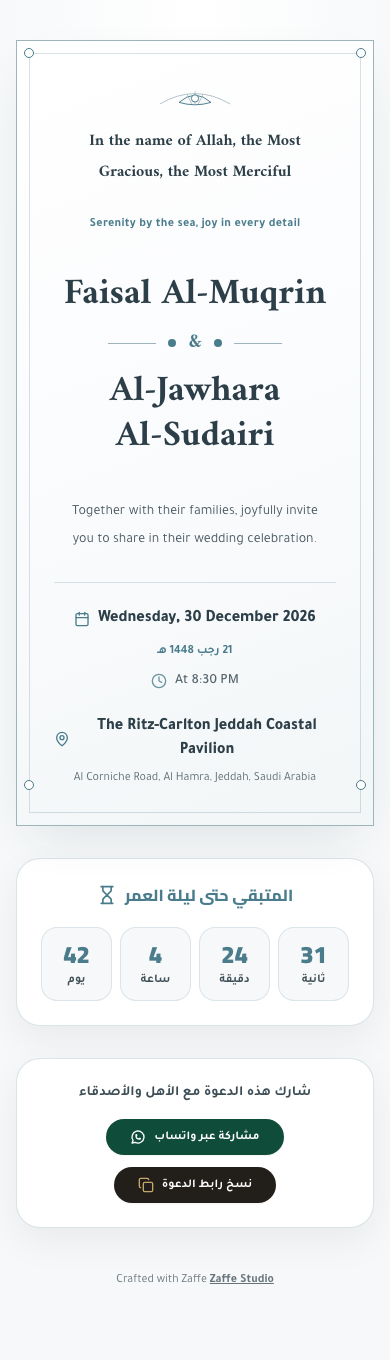 In the name of Allah, the Most
Gracious, the Most Merciful
Serenity by the sea, joy in every detail
Faisal Al-Muqrin
&
Al-Jawhara
Al-Sudairi
Together with their families, joyfully invite
you to share in their wedding celebration.
Wednesday, 30 December 2026
21 رجب 1448 هـ
At 8:30 PM
The Ritz-Carlton Jeddah Coastal
Pavilion
Al Corniche Road, Al Hamra, Jeddah, Saudi Arabia
المتبقي حتى ليلة العمر
42 4 24 31
يوم ساعة دقيقة ثانية
شارك هذه الدعوة مع الأهل والأصدقاء
مشاركة عبر واتساب
نسخ رابط الدعوة
Crafted with Zaffe Zaffe Studio